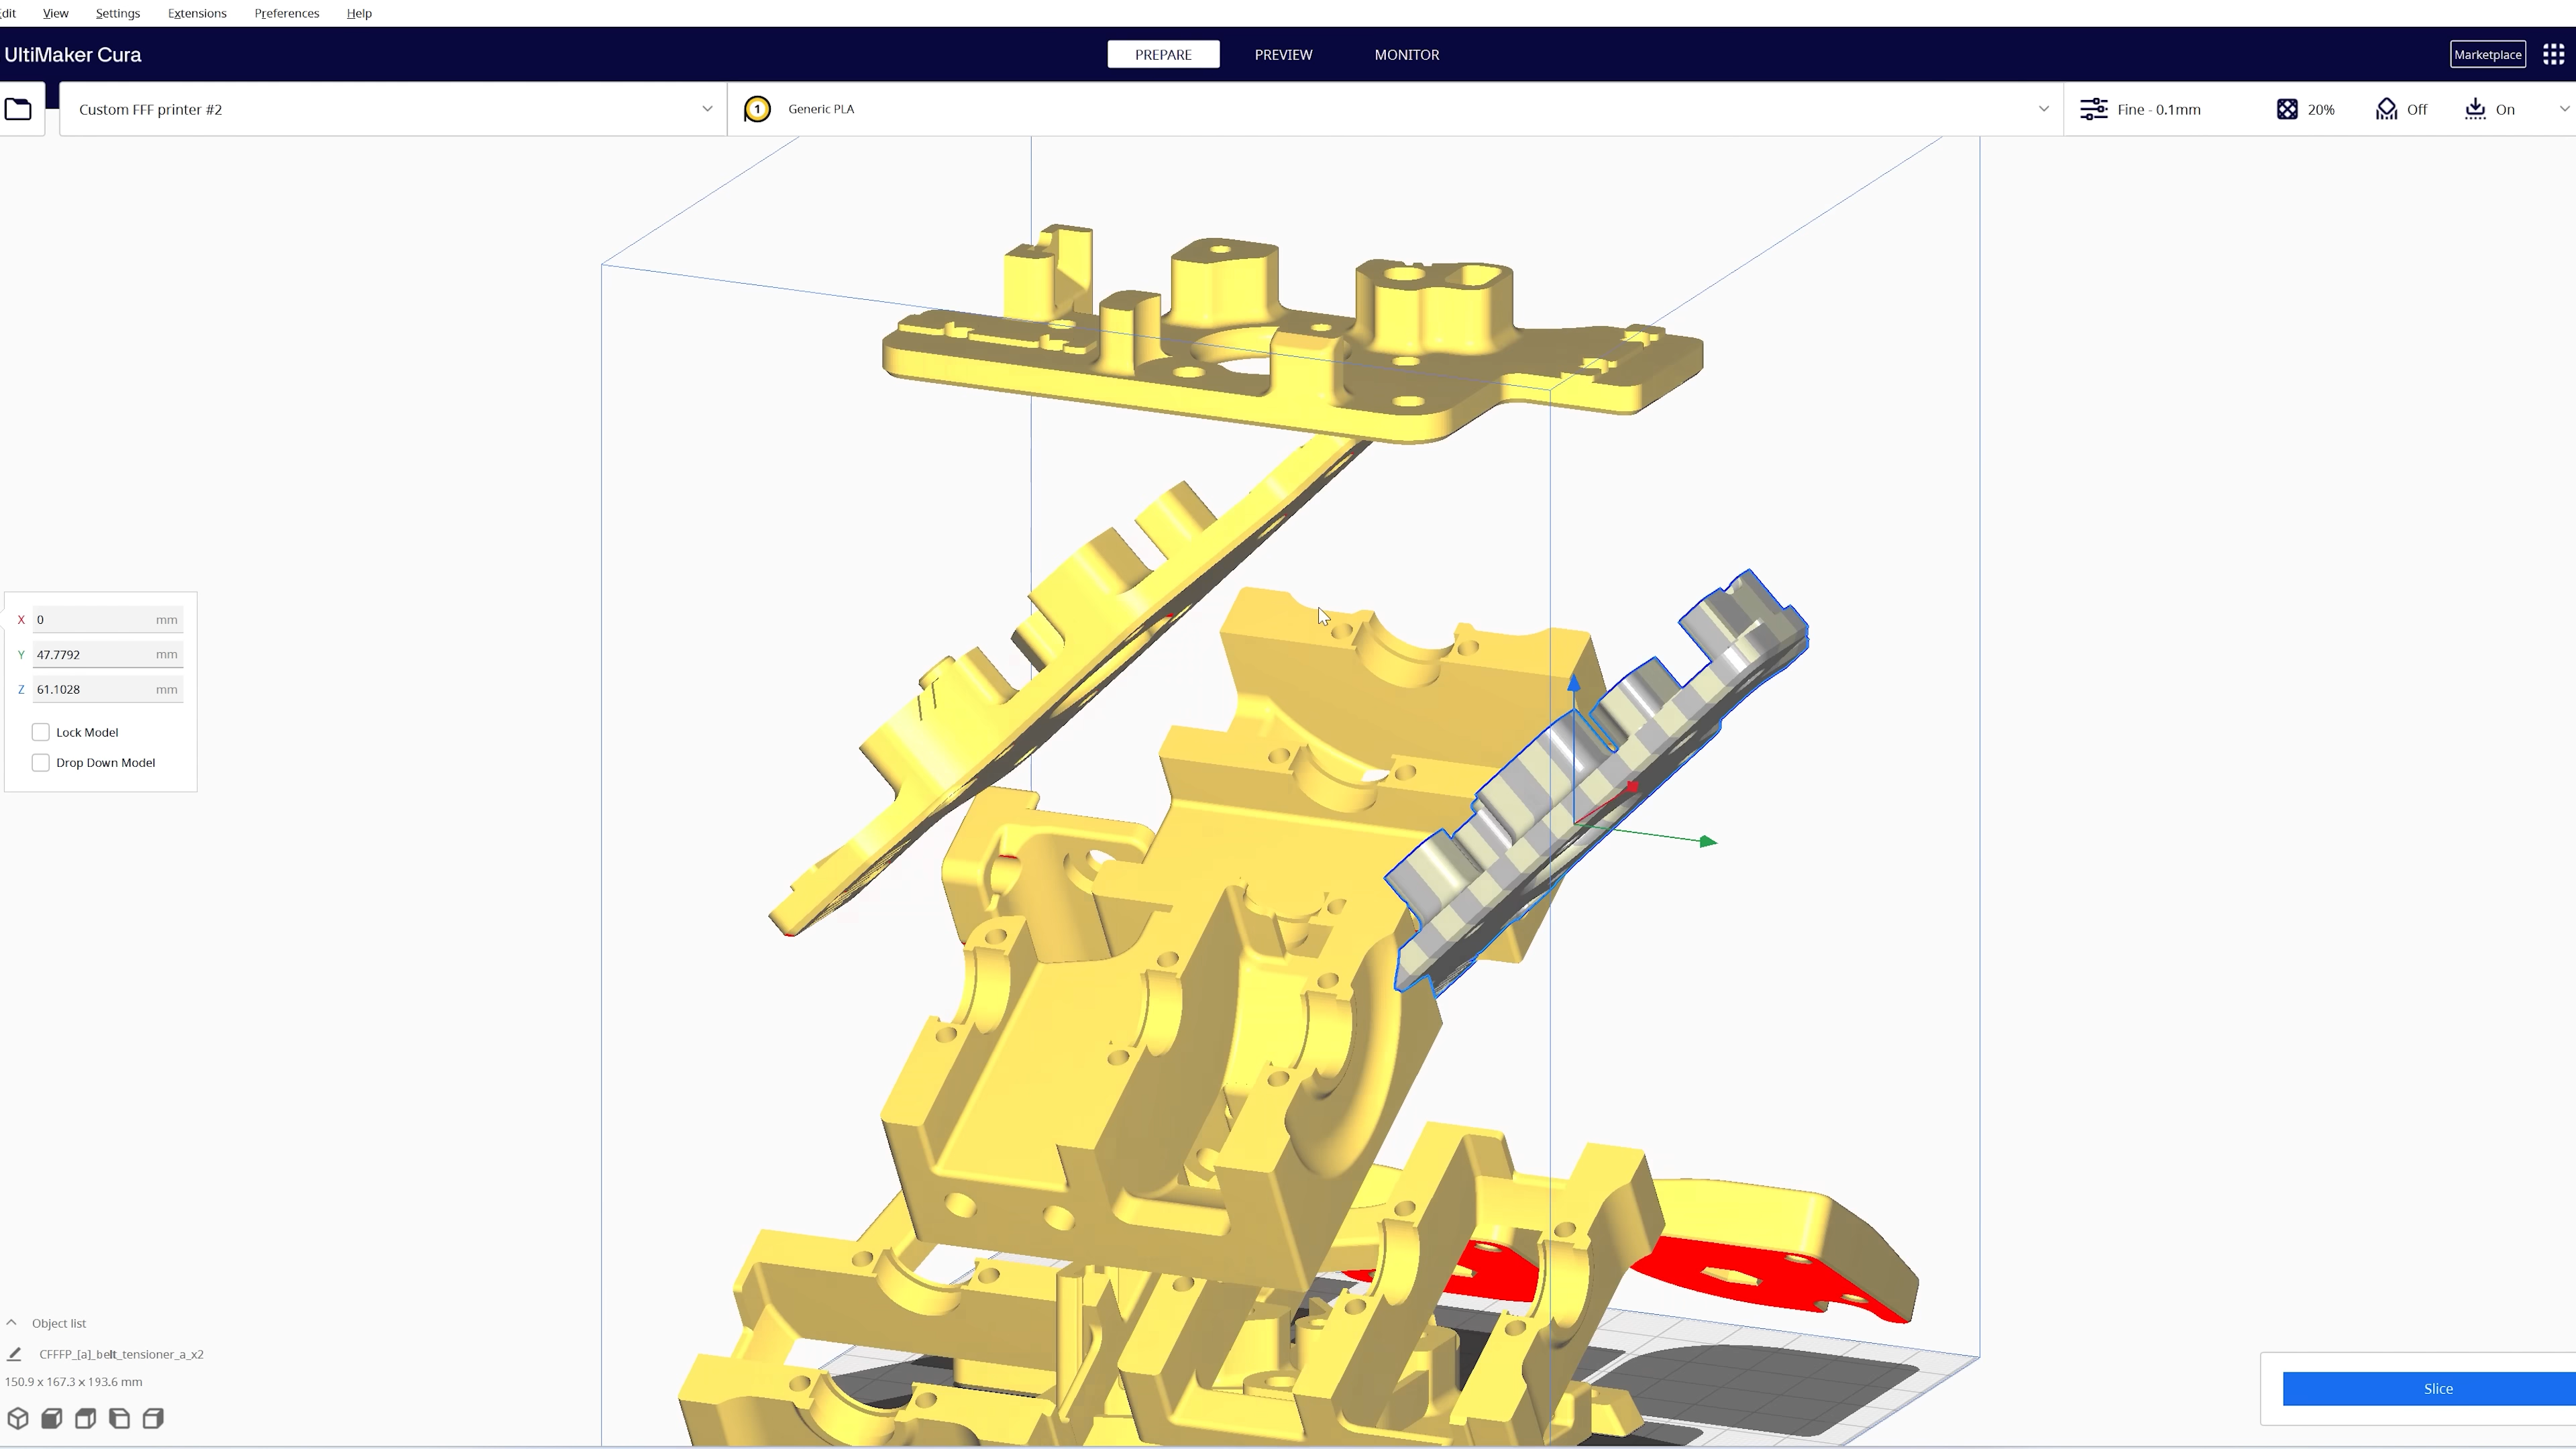 dit View Settings Extensions Preferences Help
UltiMaker Cura PREPARE PREVIEW MONITOR Marketplace
Custom FFF printer #2 1 Generic PLA Fine - 0.1mm 20% Off On
X 0 mm
Y 47.7792 mm
Z 61.1028 mm
Lock Model
Drop Down Model
Object list
CFFFP_[a]_belt_tensioner_a_x2
150.9 x 167.3 x 193.6 mm
Slice